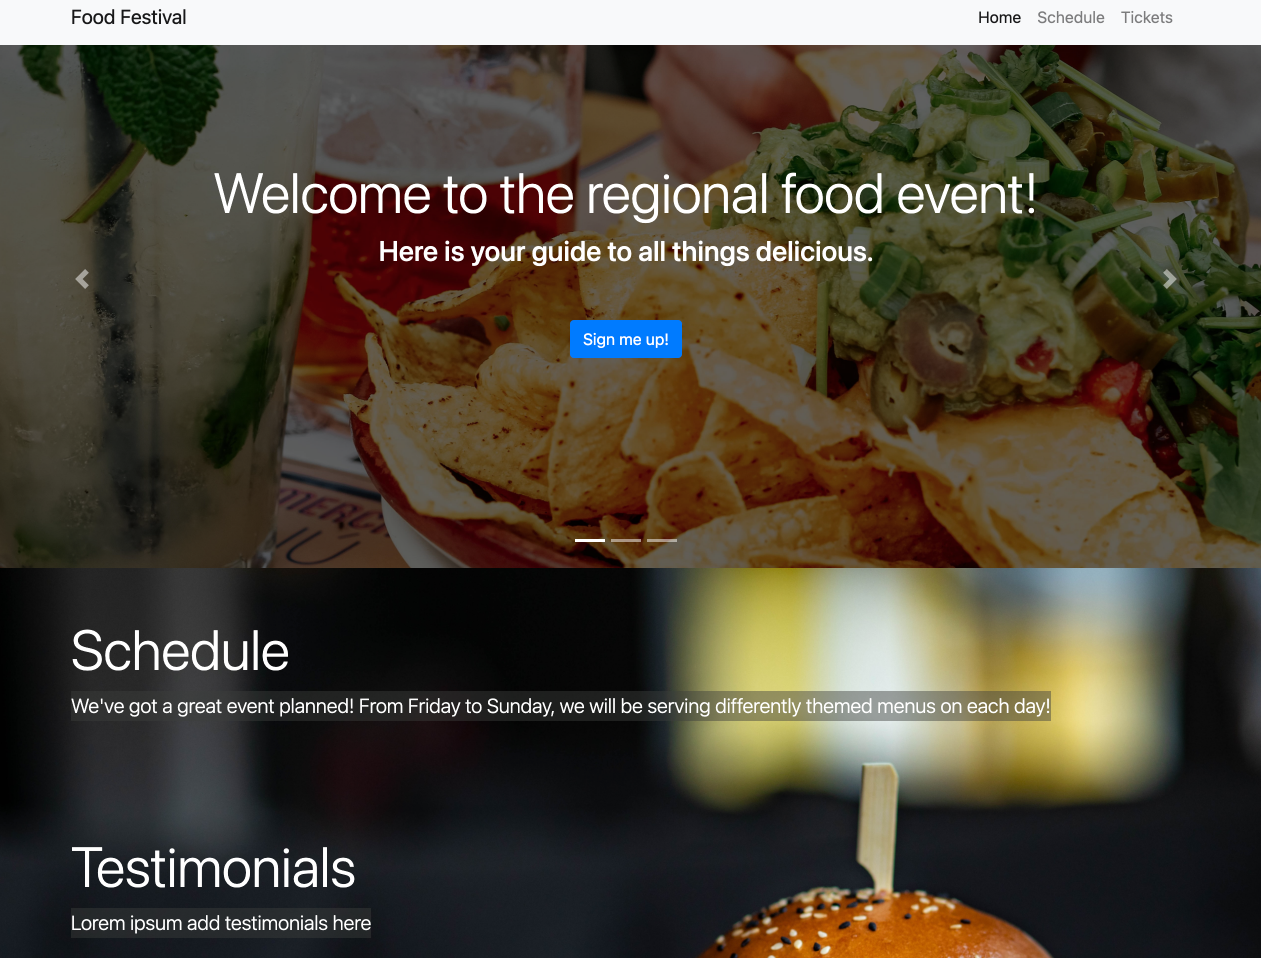 Food Festival
Home Schedule Tickets
Welcome to the regional food event!
Here is your guide to all things delicious.
Sign me up!
MENÚ
Schedule
We've got a great event planned! From Friday to Sunday, we will be serving differently themed menus on each day!
Testimonials
Lorem ipsum add testimonials here